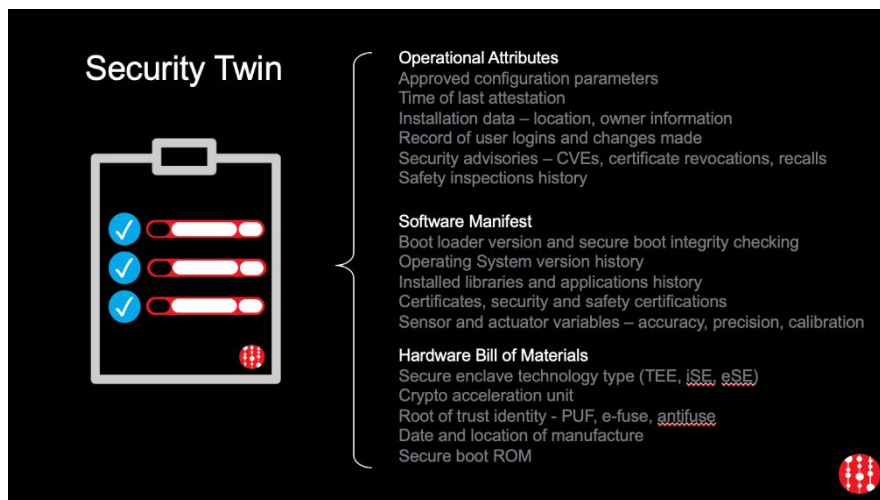 Security Twin
Operational Attributes
Approved configuration parameters
Time of last attestation
Installation data – location, owner information
Record of user logins and changes made
Security advisories – CVEs, certificate revocations, recalls
Safety inspections history
Software Manifest
Boot loader version and secure boot integrity checking
Operating System version history
Installed libraries and applications history
Certificates, security and safety certifications
Sensor and actuator variables – accuracy, precision, calibration
Hardware Bill of Materials
Secure enclave technology type (TEE, iSE, eSE)
Crypto acceleration unit
Root of trust identity - PUF, e-fuse, antifuse
Date and location of manufacture
Secure boot ROM